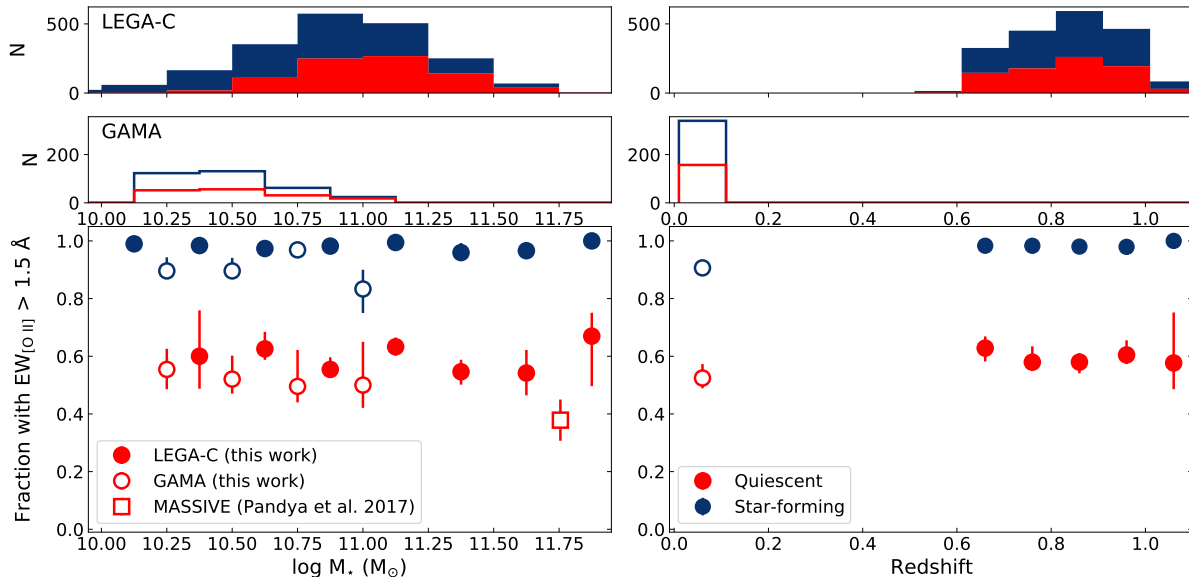 LEGA-C
500
0
N
500
0
GAMA
200
0
N
10.00 10.25 10.50 10.75 11.00 11.25 11.50 11.75
200
0
0.0 0.2 0.4 0.6 0.8 1.0
1.0
0.8
0.6
0.4
0.2
0.0
Fraction with EW[O II] > 1.5 Å
LEGA-C (this work)
GAMA (this work)
MASSIVE (Pandya et al. 2017)
10.00 10.25 10.50 10.75 11.00 11.25 11.50 11.75
log M⋆ (M⊙)
1.0
0.8
0.6
0.4
0.2
0.0
Quiescent
Star-forming
0.0 0.2 0.4 0.6 0.8 1.0
Redshift